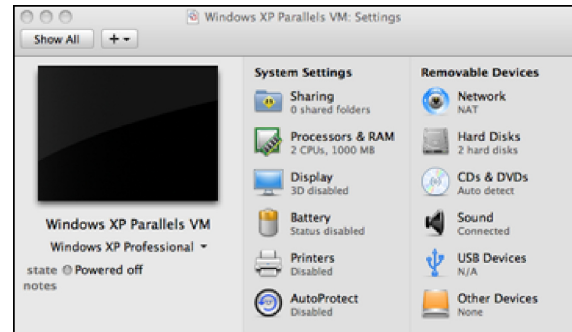 Windows XP Parallels VM: Settings
Show All
+
System Settings
Sharing
0 shared folders
Processors & RAM
2 CPUs, 1000 MB
Display
3D disabled
Battery
Status disabled
Printers
Disabled
AutoProtect
Disabled
Removable Devices
Network
NAT
Hard Disks
2 hard disks
CDs & DVDs
Auto detect
Sound
Connected
USB Devices
N/A
Other Devices
None
Windows XP Parallels VM
Windows XP Professional
state Powered off
notes